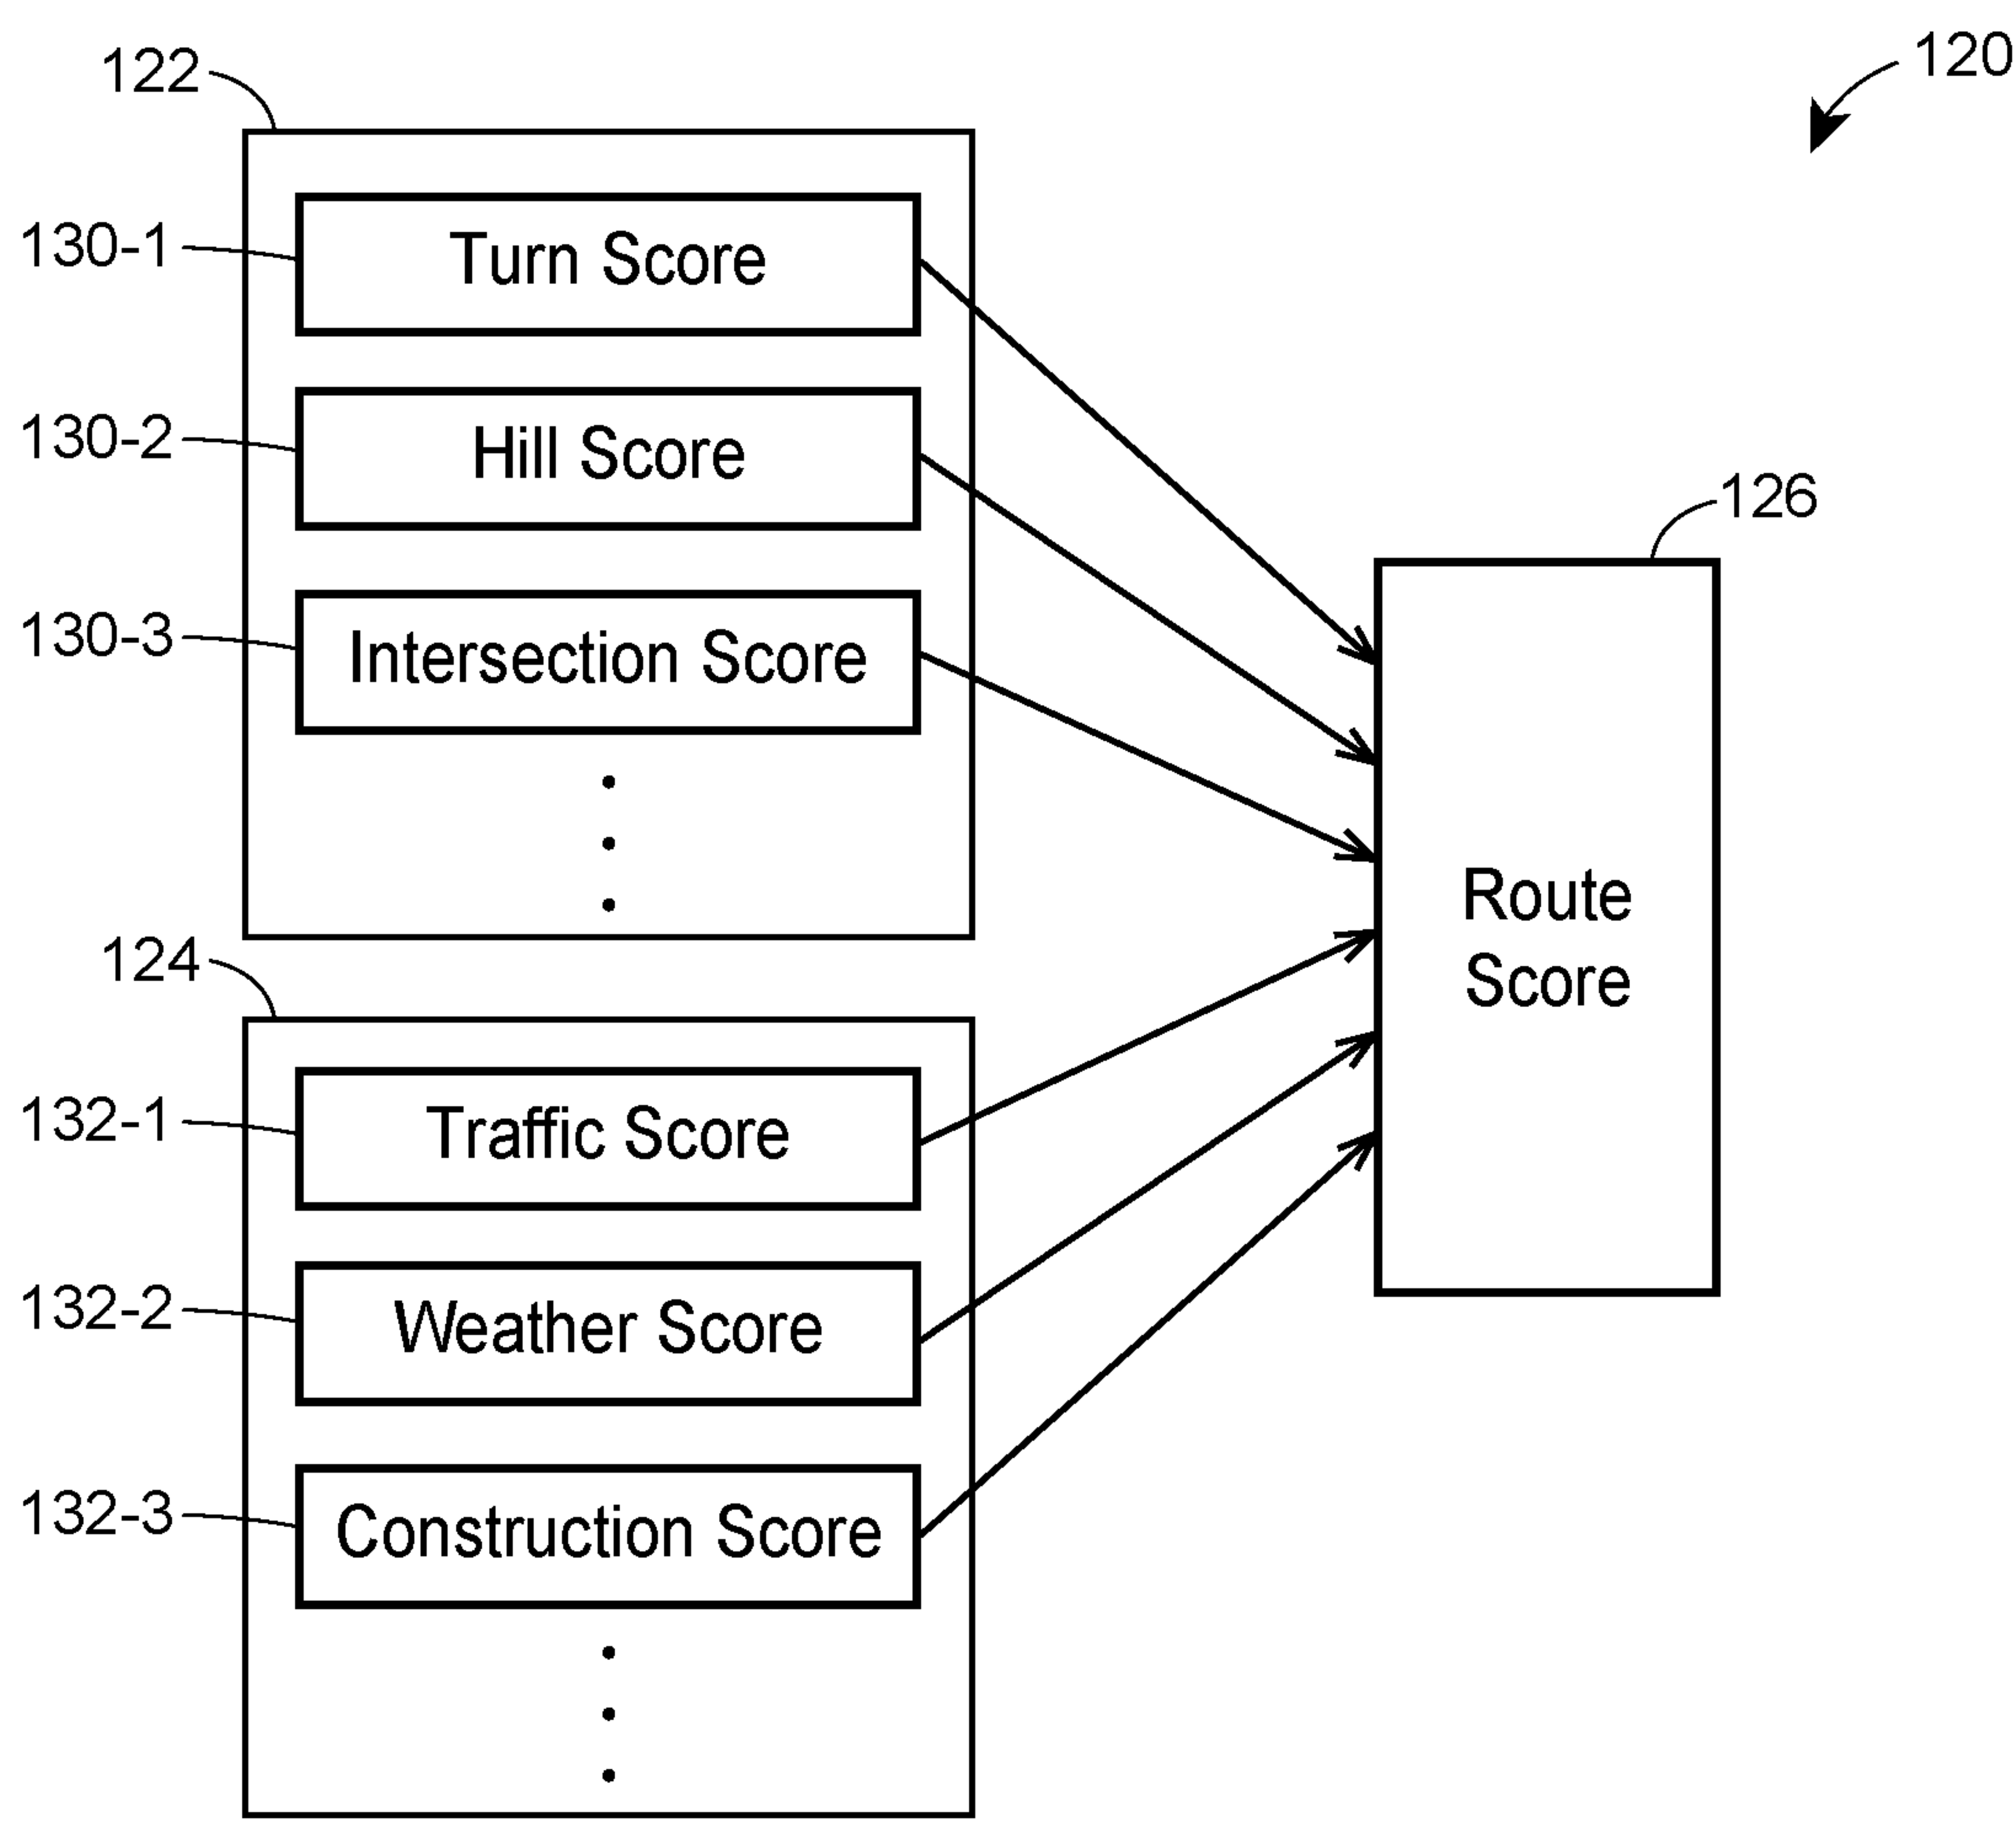 120
122
130-1
Turn Score
130-2
Hill Score
130-3
Intersection Score
126
Route
Score
124
132-1
Traffic Score
132-2
Weather Score
132-3
Construction Score